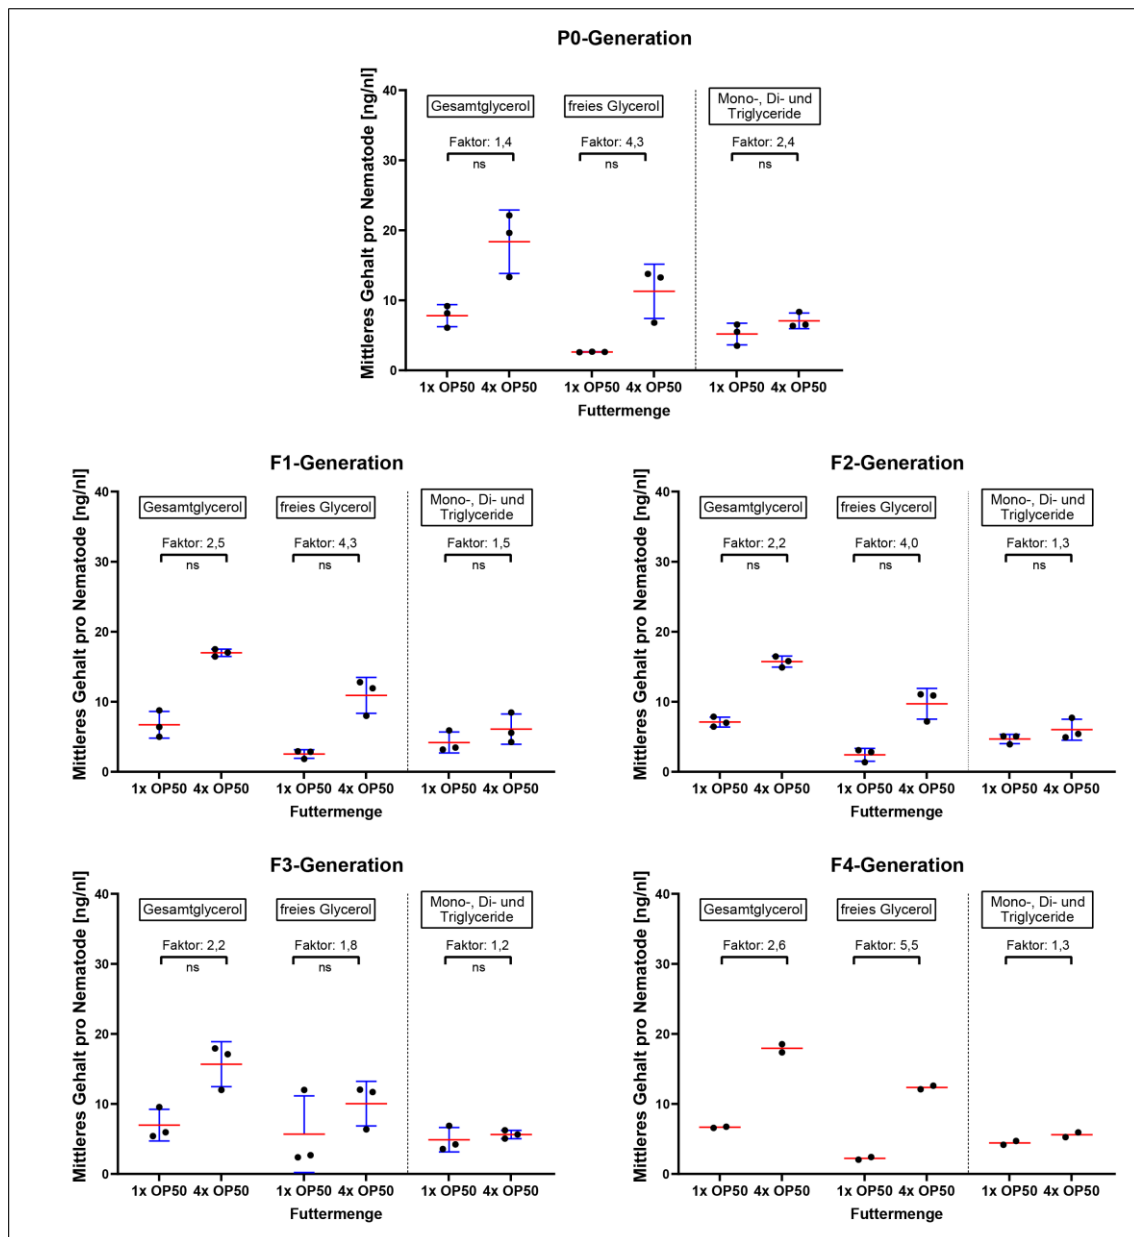 P0-Generation
Mittleres Gehalt pro Nematode [ng/nl]
40
30
20
10
0
Gesamtglycerol
freies Glycerol
Mono-, Di- und
Triglyceride
Faktor: 1,4
Faktor: 4,3
Faktor: 2,4
ns
ns
ns
1x OP50 4x OP50
1x OP50 4x OP50
1x OP50 4x OP50
Futtermenge
F1-Generation
Mittleres Gehalt pro Nematode [ng/nl]
40
30
20
10
0
Gesamtglycerol
freies Glycerol
Mono-, Di- und
Triglyceride
Faktor: 2,5
Faktor: 4,3
Faktor: 1,5
ns
ns
ns
1x OP50 4x OP50
1x OP50 4x OP50
1x OP50 4x OP50
Futtermenge
F2-Generation
Mittleres Gehalt pro Nematode [ng/nl]
40
30
20
10
0
Gesamtglycerol
freies Glycerol
Mono-, Di- und
Triglyceride
Faktor: 2,2
Faktor: 4,0
Faktor: 1,3
ns
ns
ns
1x OP50 4x OP50
1x OP50 4x OP50
1x OP50 4x OP50
Futtermenge
F3-Generation
Mittleres Gehalt pro Nematode [ng/nl]
40
30
20
10
0
Gesamtglycerol
freies Glycerol
Mono-, Di- und
Triglyceride
Faktor: 2,2
Faktor: 1,8
Faktor: 1,2
ns
ns
ns
1x OP50 4x OP50
1x OP50 4x OP50
1x OP50 4x OP50
Futtermenge
F4-Generation
Mittleres Gehalt pro Nematode [ng/nl]
40
30
20
10
0
Gesamtglycerol
freies Glycerol
Mono-, Di- und
Triglyceride
Faktor: 2,6
Faktor: 5,5
Faktor: 1,3
1x OP50 4x OP50
1x OP50 4x OP50
1x OP50 4x OP50
Futtermenge